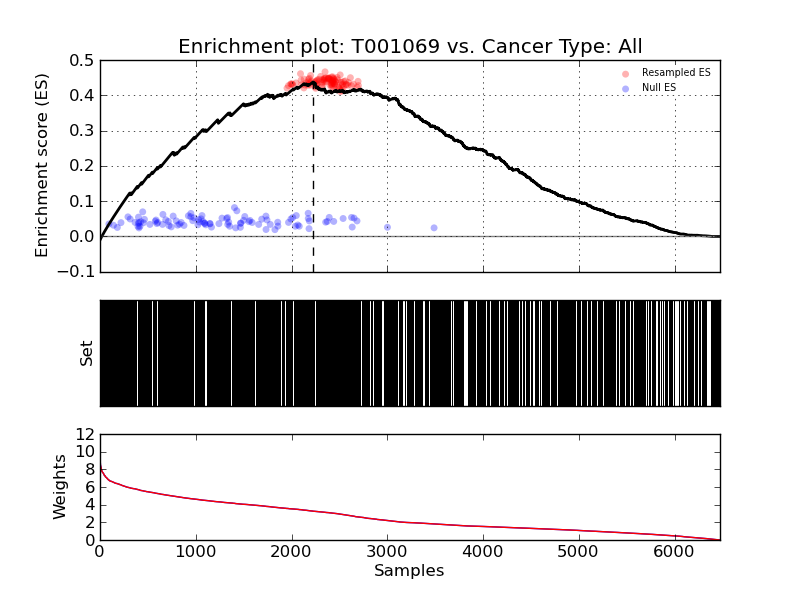 Enrichment plot: T001069 vs. Cancer Type: All
Enrichment score (ES)
0.5
0.4
0.3
0.2
0.1
0.0
−0.1
Resampled ES
Null ES
Set
Weights
12
10
8
6
4
2
0
0 1000 2000 3000 4000 5000 6000
Samples